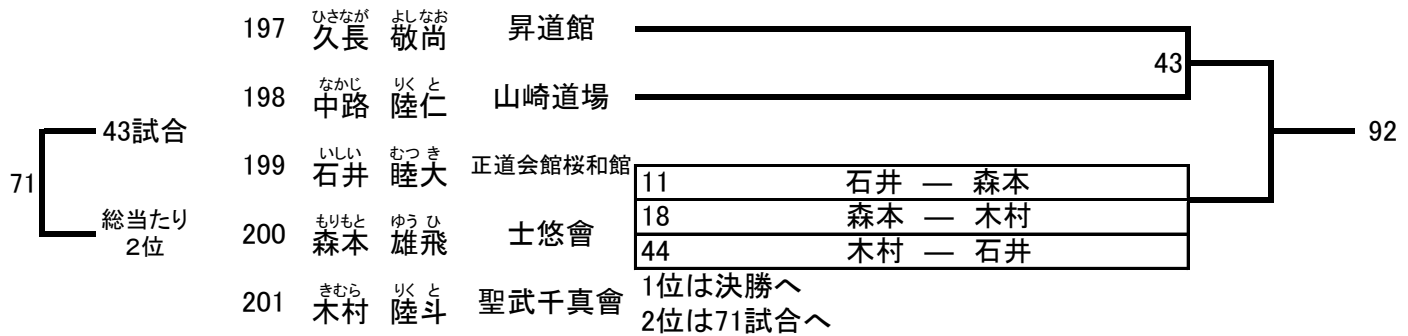 ひさなが よしなお
197 久長 敬尚 昇道館
43
なかじ りく と
198 中路 陸仁 山崎道場
43試合
92
いしい むつ き
199 石井 睦大 正道会館桜和館
11 石井 ― 森本
71
18 森本 ― 木村
総当たり
2位
もりもと ゆう ひ
200 森本 雄飛 士悠會
44 木村 ― 石井
きむら りく と
201 木村 陸斗 聖武千真會
1位は決勝へ
2位は71試合へ